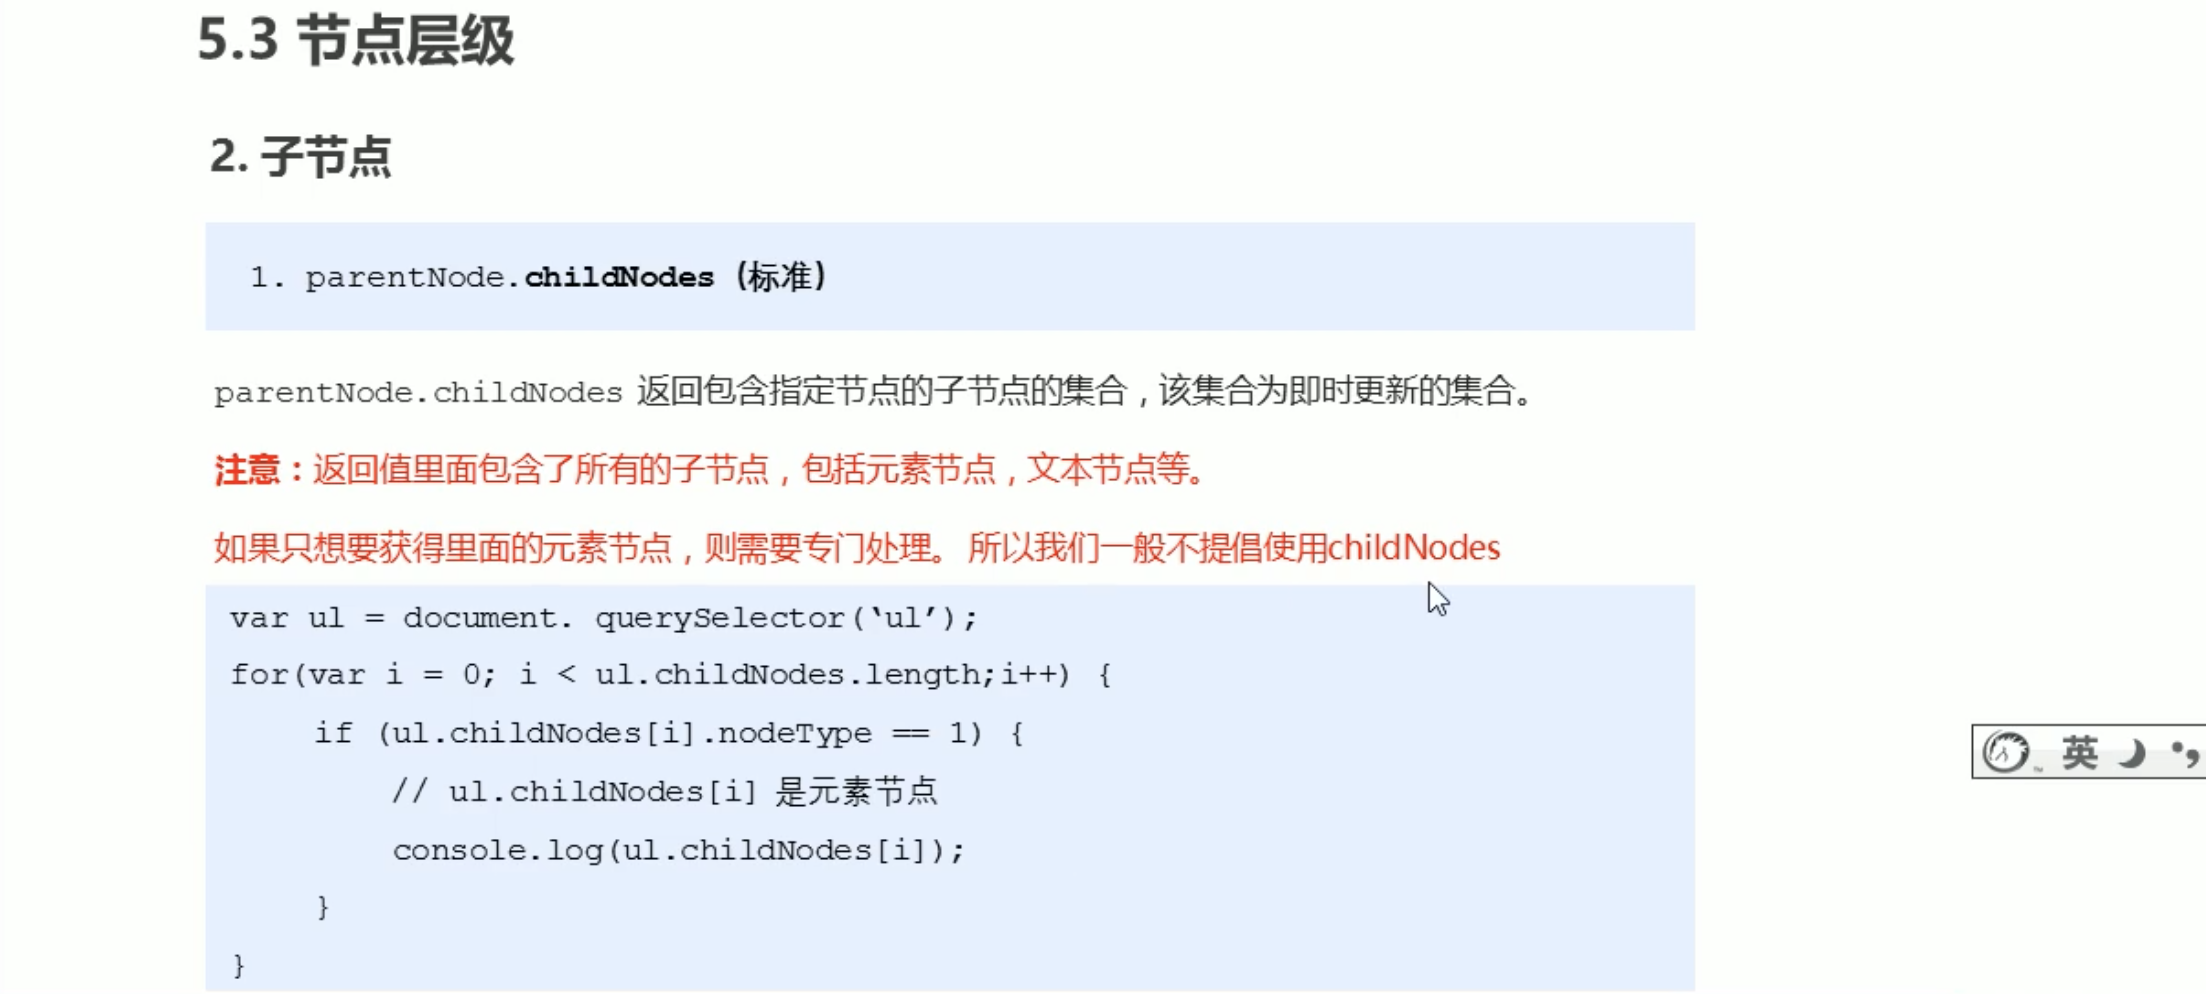 5.3 节点层级
2. 子节点
1. parentNode.childNodes（标准）
parentNode.childNodes 返回包含指定节点的子节点的集合，该集合为即时更新的集合。
注意：返回值里面包含了所有的子节点，包括元素节点，文本节点等。
如果只想要获得里面的元素节点，则需要专门处理。 所以我们一般不提倡使用childNodes
var ul = document. querySelector(‘ul’);
for(var i = 0; i < ul.childNodes.length;i++) {
if (ul.childNodes[i].nodeType == 1) {
// ul.childNodes[i] 是元素节点
console.log(ul.childNodes[i]);
}
}
英